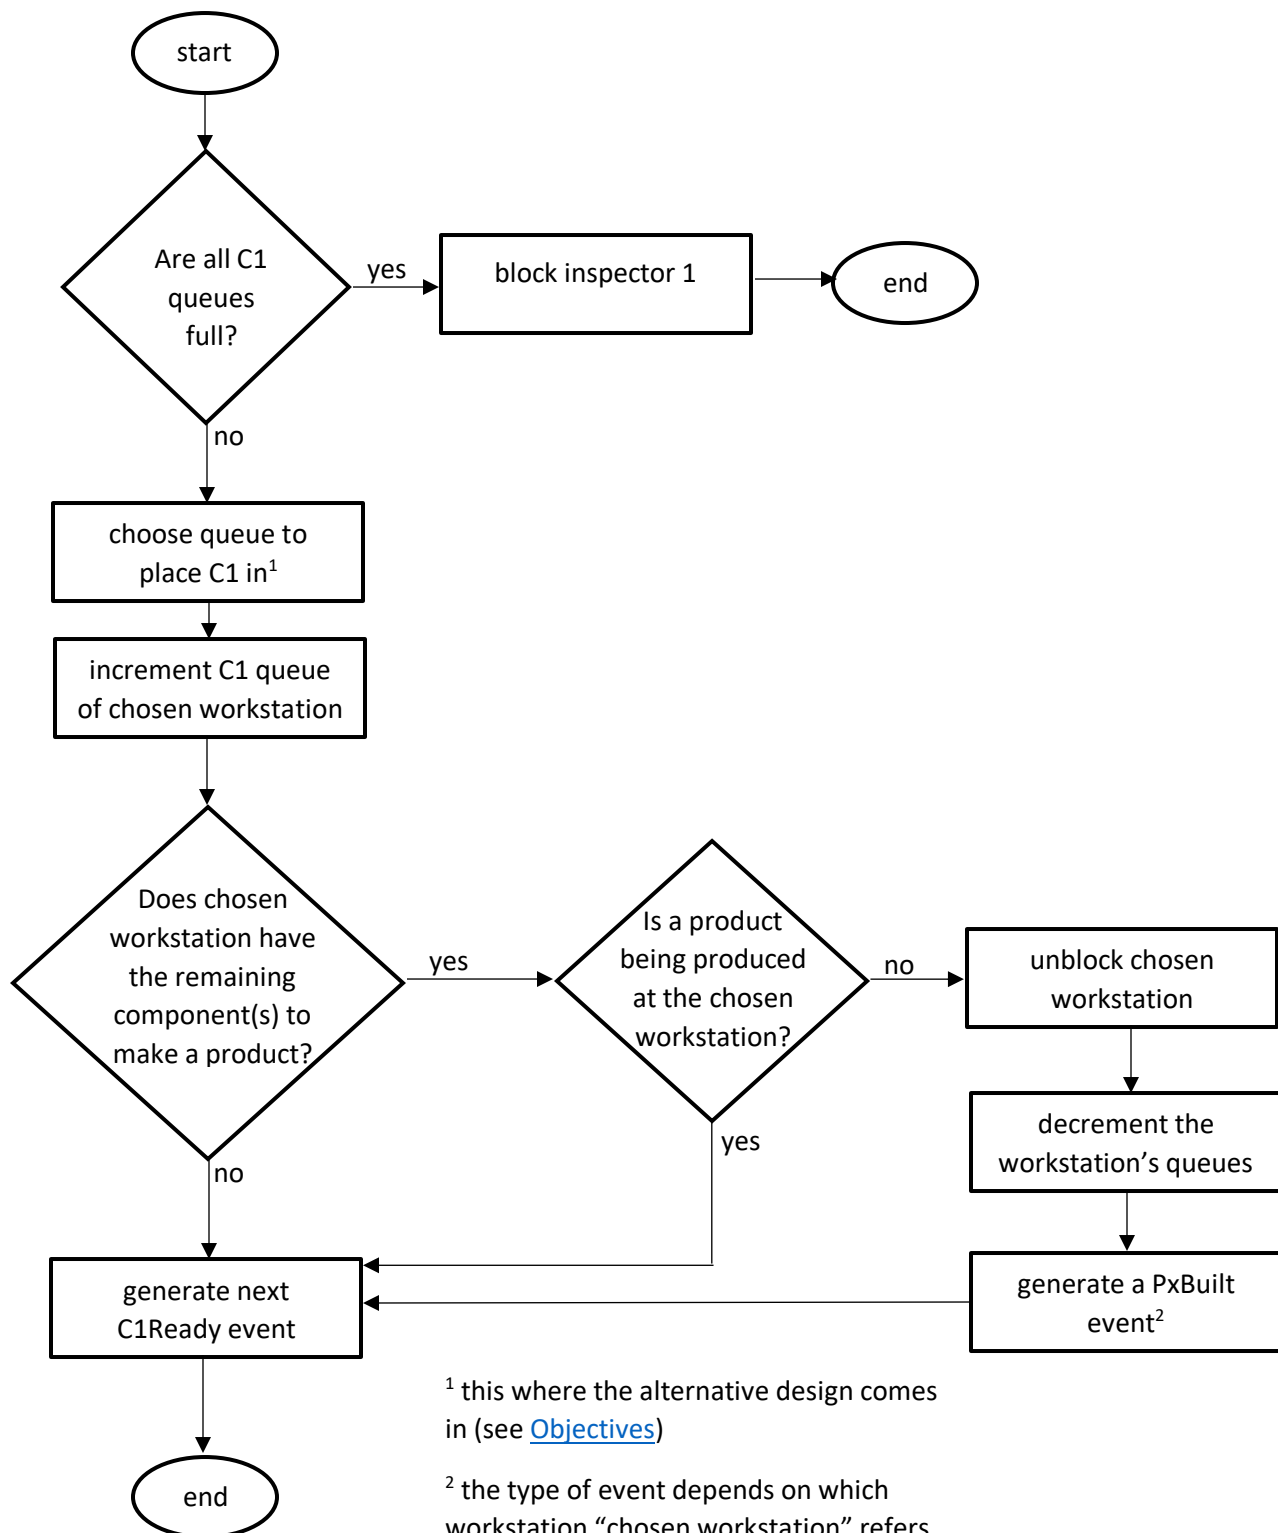 start
Are all C1
queues
full?
yes
block inspector 1
end
no
choose queue to
place C1 in¹
increment C1 queue
of chosen workstation
Does chosen
workstation have
the remaining
component(s) to
make a product?
yes
Is a product
being produced
at the chosen
workstation?
no
unblock chosen
workstation
decrement the
workstation’s queues
yes
no
generate next
C1Ready event
generate a PxBuilt
event²
¹ this where the alternative design comes
in (see Objectives)
end
² the type of event depends on which
workstation “chosen workstation” refers